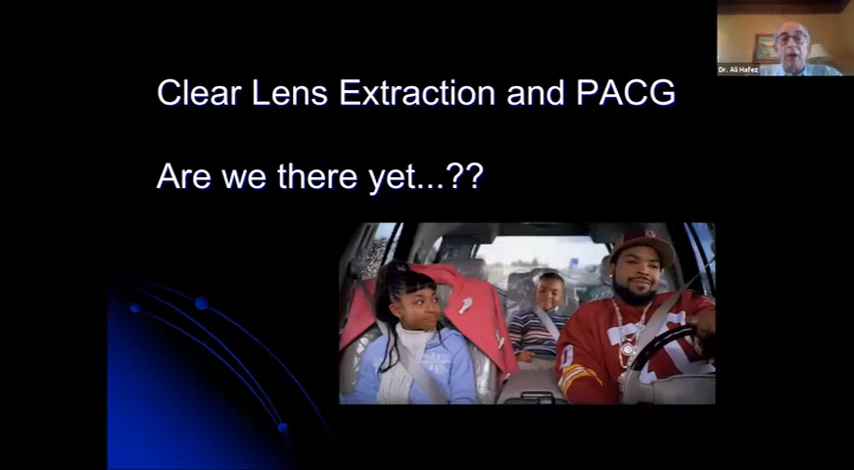 Clear Lens Extraction and PACG
Are we there yet...??
Dr. Ali Hafez